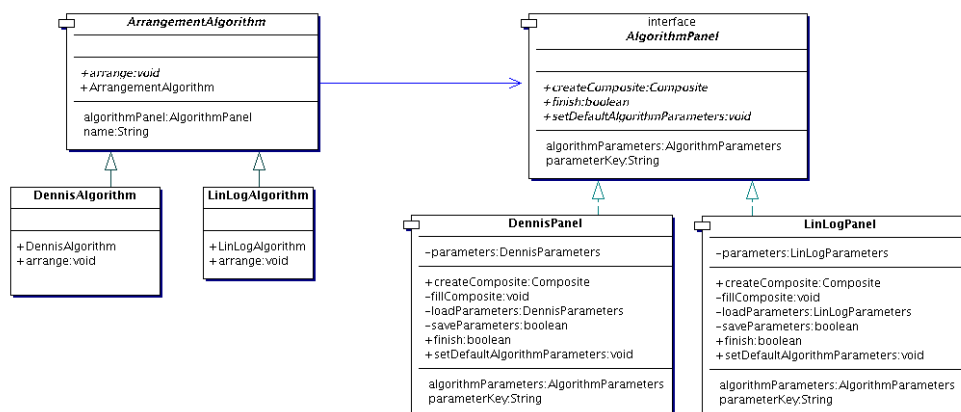 ArrangementAlgorithm
+arrange:void
+ArrangementAlgorithm
algorithmPanel:AlgorithmPanel
name:String
interface
AlgorithmPanel
+createComposite:Composite
+finish:boolean
+setDefaultAlgorithmParameters:void
algorithmParameters:AlgorithmParameters
parameterKey:String
DennisAlgorithm
+DennisAlgorithm
+arrange:void
LinLogAlgorithm
+LinLogAlgorithm
+arrange:void
DennisPanel
-parameters:DennisParameters
+createComposite:Composite
-fillComposite:void
-loadParameters:DennisParameters
-saveParameters:boolean
+finish:boolean
+setDefaultAlgorithmParameters:void
algorithmParameters:AlgorithmParameters
parameterKey:String
LinLogPanel
-parameters:LinLogParameters
+createComposite:Composite
-fillComposite:void
-loadParameters:LinLogParameters
-saveParameters:boolean
+finish:boolean
+setDefaultAlgorithmParameters:void
algorithmParameters:AlgorithmParameters
parameterKey:String